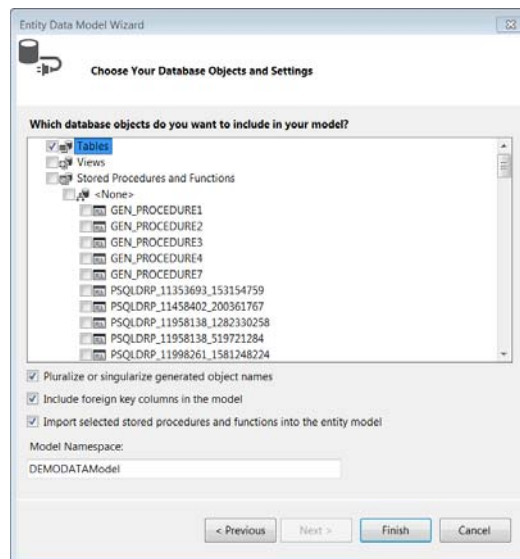 Entity Data Model Wizard
Choose Your Database Objects and Settings
Which database objects do you want to include in your model?
Tables
Views
Stored Procedures and Functions
<None>
GEN_PROCEDURE1
GEN_PROCEDURE2
GEN_PROCEDURE3
GEN_PROCEDURE4
GEN_PROCEDURE7
PSQLDRP_11353693_153154759
PSQLDRP_11458402_200361767
PSQLDRP_11958138_1282330258
PSQLDRP_11958138_519721284
PSQLDRP_11998261_1581248224
Pluralize or singularize generated object names
Include foreign key columns in the model
Import selected stored procedures and functions into the entity model
Model Namespace:
DEMODATAModel
< Previous Next > Finish Cancel